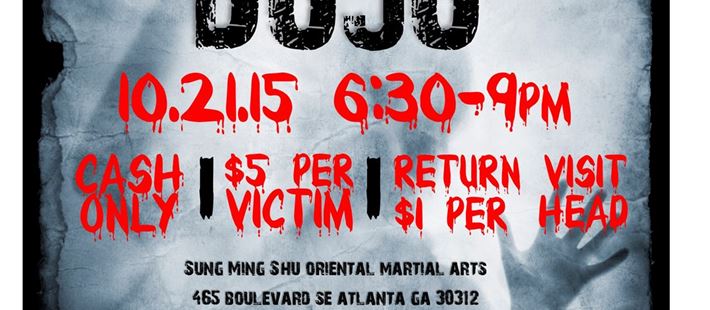 DOJO
10.21.15 6:30-9PM
CASH ONLY | $5 PER VICTIM | RETURN VISIT $1 PER HEAD
SUNG MING SHU ORIENTAL MARTIAL ARTS
465 BOULEVARD SE ATLANTA GA 30312